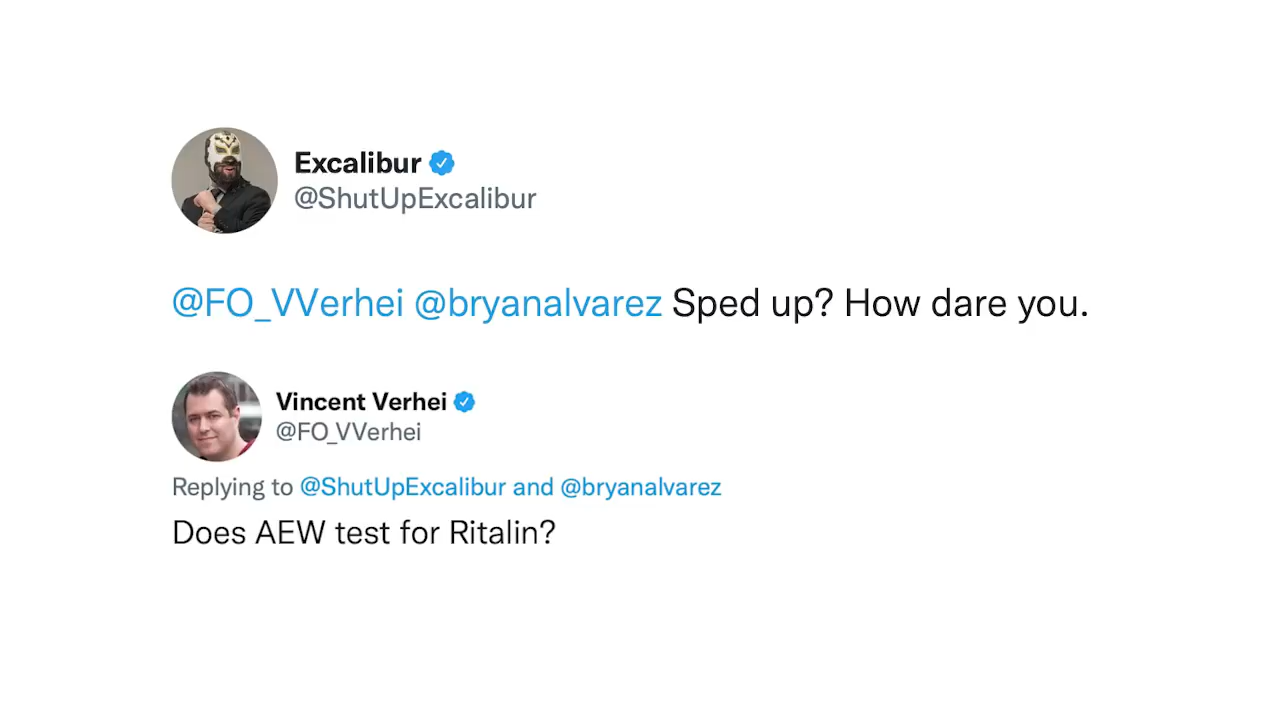 Excalibur
@ShutUpExcalibur
@FO_VVerhei @bryanalvarez Sped up? How dare you.
Vincent Verhei
@FO_VVerhei
Replying to @ShutUpExcalibur and @bryanalvarez
Does AEW test for Ritalin?